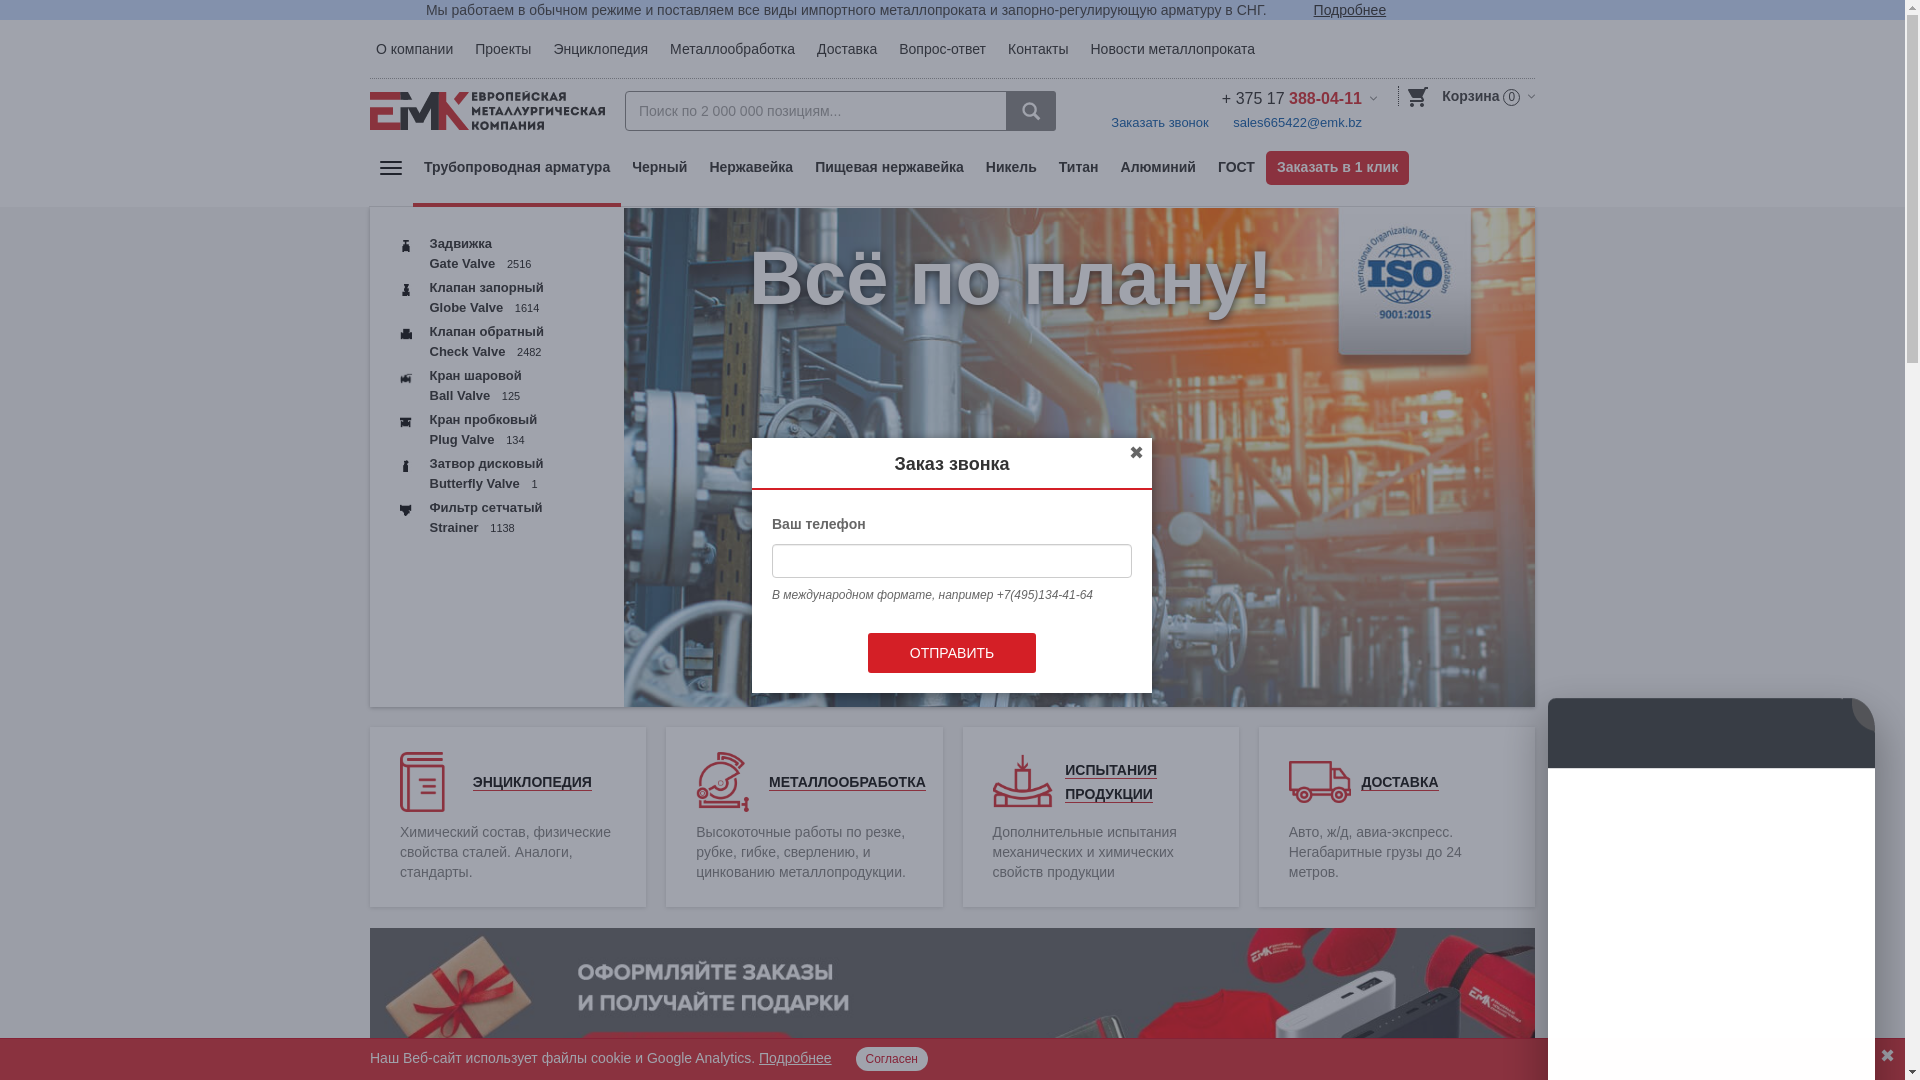 Мы работаем в обычном режиме и поставляем все виды импортного металлопроката и запорно-регулирующую арматуру в СНГ. Подробнее
О компании Проекты Энциклопедия Металлообработка Доставка Вопрос-ответ Контакты Новости металлопроката
ЕМК ЕВРОПЕЙСКАЯ
МЕТАЛЛУРГИЧЕСКАЯ
КОМПАНИЯ
Поиск по 2 000 000 позициям...
+ 375 17 388-04-11
Корзина 0
Заказать звонок sales665422@emk.bz
Трубопроводная арматура Черный Нержавейка Пищевая нержавейка Никель Титан Алюминий ГОСТ Заказать в 1 клик
Задвижка
Gate Valve 2516
Клапан запорный
Globe Valve 1614
Клапан обратный
Check Valve 2482
Кран шаровой
Ball Valve 125
Кран пробковый
Plug Valve 134
Затвор дисковый
Butterfly Valve 1
Фильтр сетчатый
Strainer 1138
Всё по плану!
International Organization for Standardization
ISO
9001:2015
Заказ звонка
Ваш телефон
В международном формате, например +7(495)134-41-64
ОТПРАВИТЬ
ЭНЦИКЛОПЕДИЯ
Химический состав, физические
свойства сталей. Аналоги,
стандарты.
МЕТАЛЛООБРАБОТКА
Высокоточные работы по резке,
рубке, гибке, сверлению, и
цинкованию металлопродукции.
ИСПЫТАНИЯ
ПРОДУКЦИИ
Дополнительные испытания
механических и химических
свойств продукции
ДОСТАВКА
Авто, ж/д, авиа-экспресс.
Негабаритные грузы до 24
метров.
ОФОРМЛЯЙТЕ ЗАКАЗЫ
И ПОЛУЧАЙТЕ ПОДАРКИ
Наш Веб-сайт использует файлы cookie и Google Analytics. Подробнее Согласен